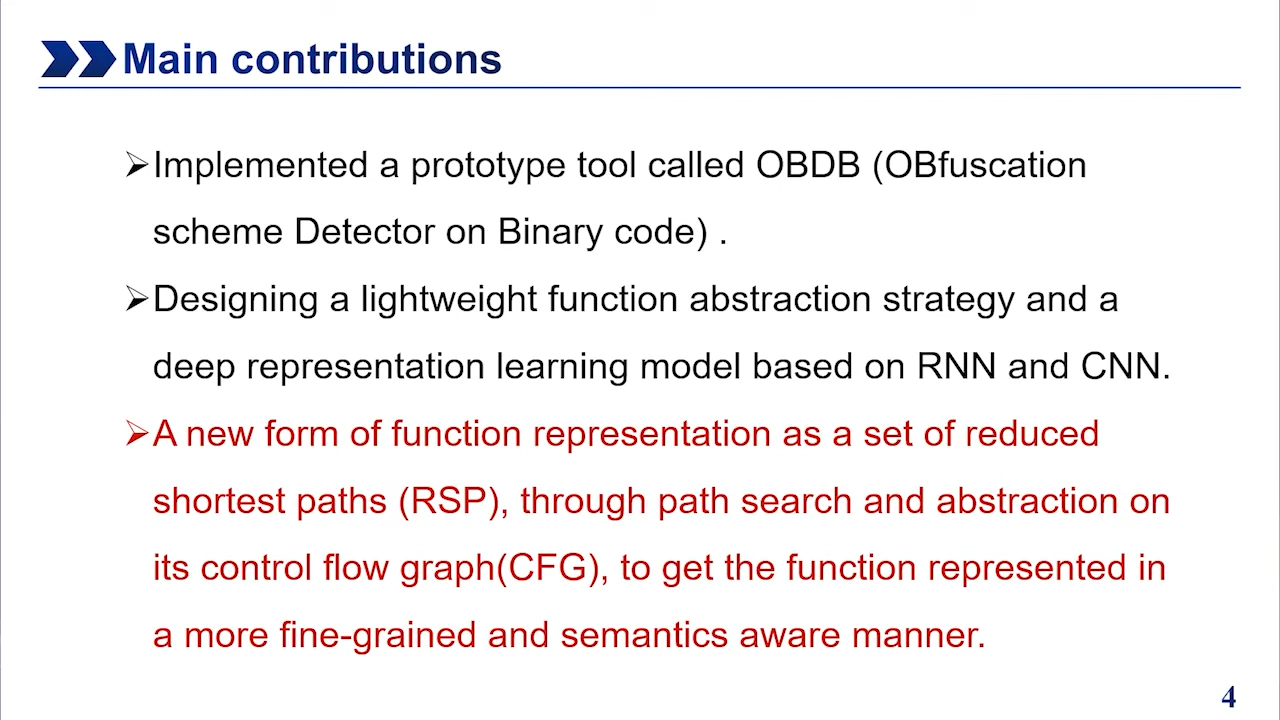 Main contributions
Implemented a prototype tool called OBDB (OBfuscation
scheme Detector on Binary code) .
Designing a lightweight function abstraction strategy and a
deep representation learning model based on RNN and CNN.
A new form of function representation as a set of reduced
shortest paths (RSP), through path search and abstraction on
its control flow graph(CFG), to get the function represented in
a more fine-grained and semantics aware manner.
4